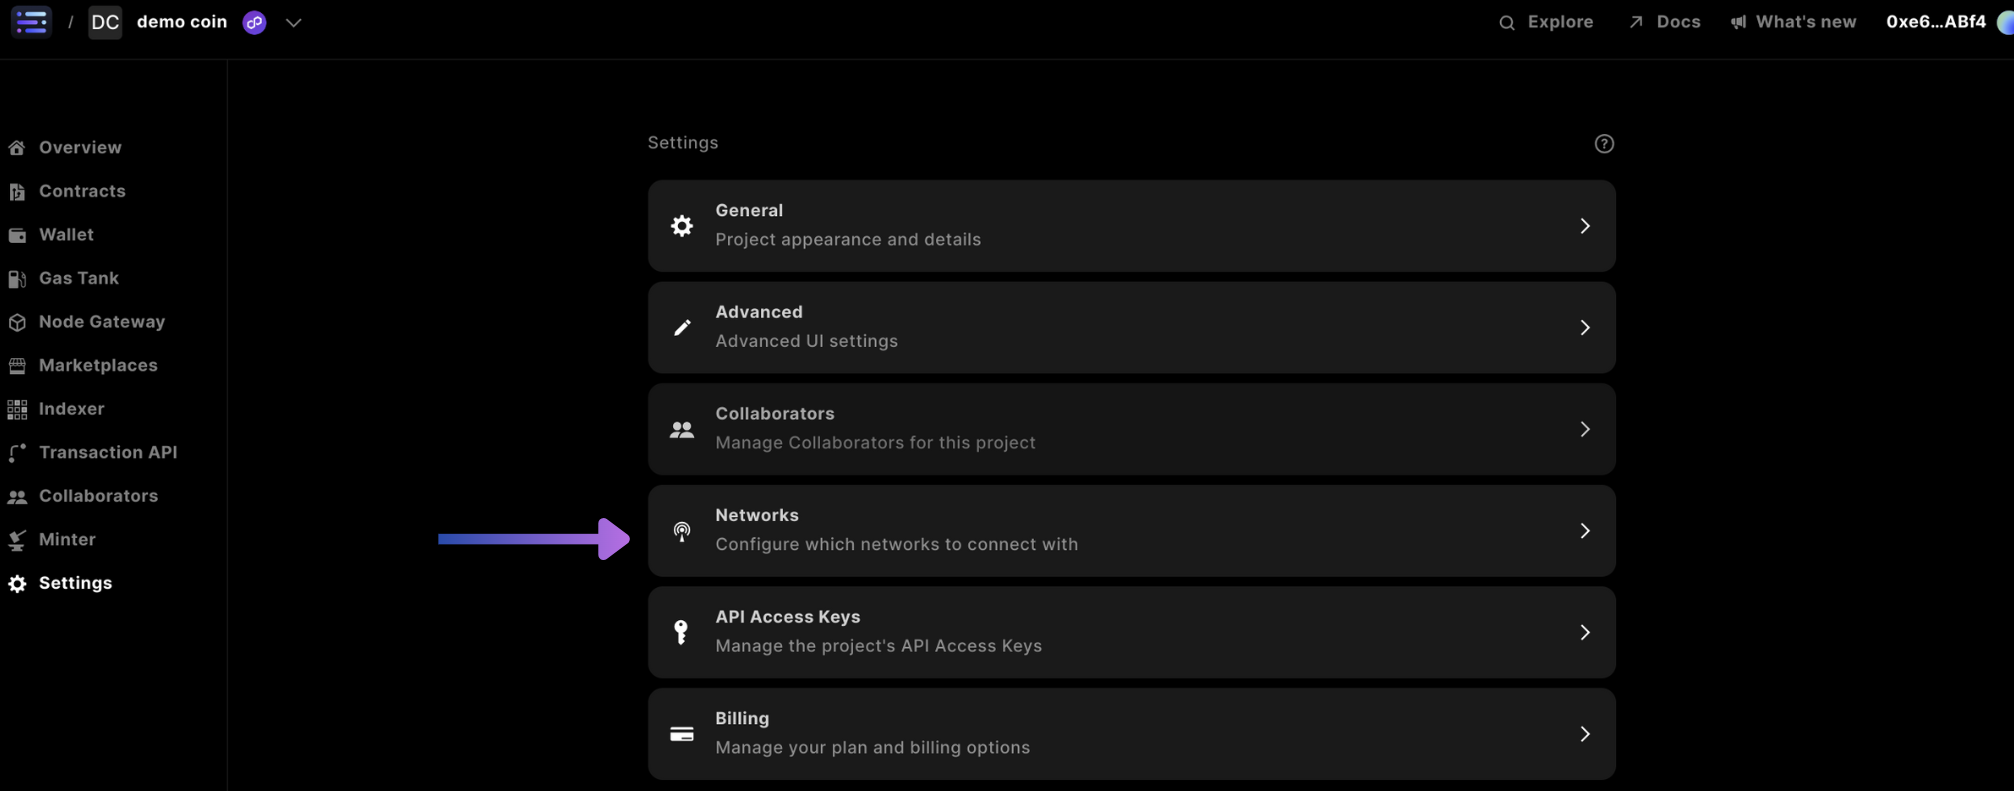 / DC demo coin
Explore
Docs
What's new
0xe6...ABf4
Overview
Contracts
Wallet
Gas Tank
Node Gateway
Marketplaces
Indexer
Transaction API
Collaborators
Minter
Settings
Settings
?
General
Project appearance and details
Advanced
Advanced UI settings
Collaborators
Manage Collaborators for this project
Networks
Configure which networks to connect with
API Access Keys
Manage the project's API Access Keys
Billing
Manage your plan and billing options